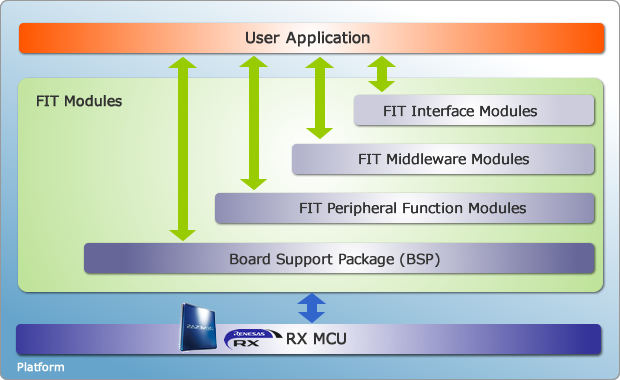 User Application
FIT Modules
FIT Interface Modules
FIT Middleware Modules
FIT Peripheral Function Modules
Board Support Package (BSP)
RENESAS
RX
RX MCU
Platform